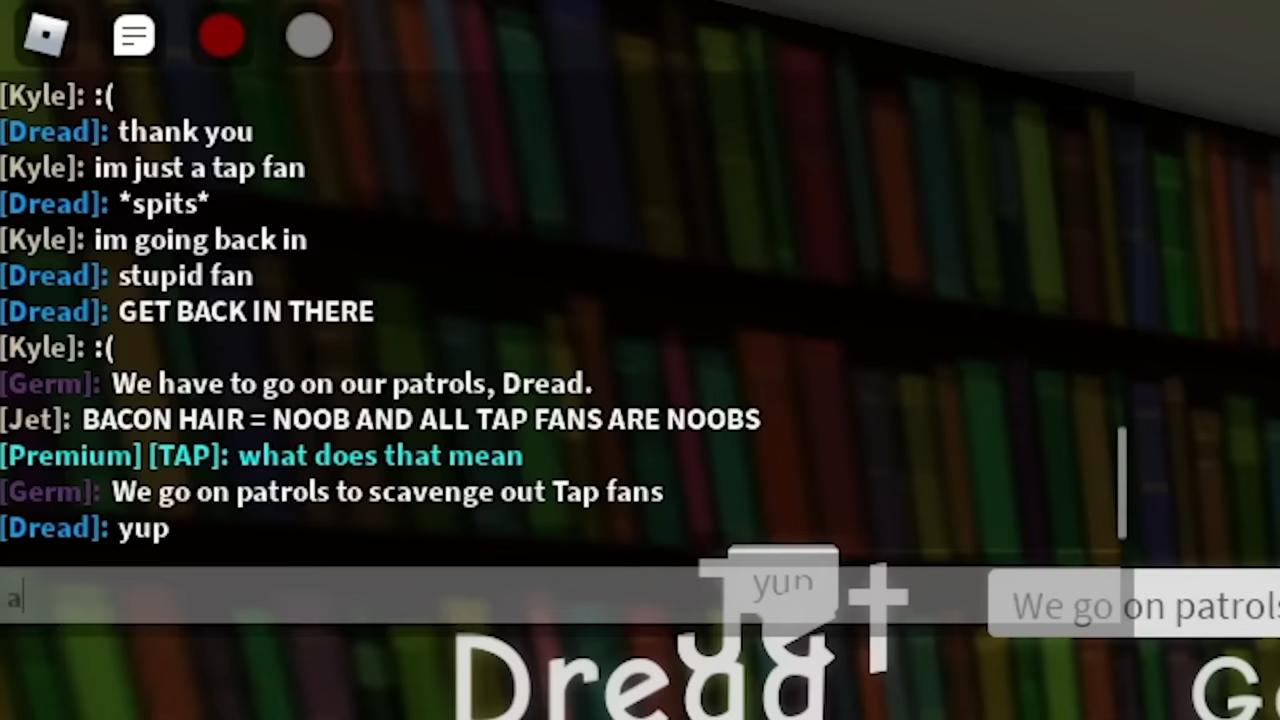 [Kyle]: :(
[Dread]: thank you
[Kyle]: im just a tap fan
[Dread]: *spits*
[Kyle]: im going back in
[Dread]: stupid fan
[Dread]: GET BACK IN THERE
[Kyle]: :(
[Germ]: We have to go on our patrols, Dread.
[Jet]: BACON HAIR = NOOB AND ALL TAP FANS ARE NOOBS
[Premium] [TAP]: what does that mean
[Germ]: We go on patrols to scavenge out Tap fans
[Dread]: yup
a
yup
We go on patrols
Dread